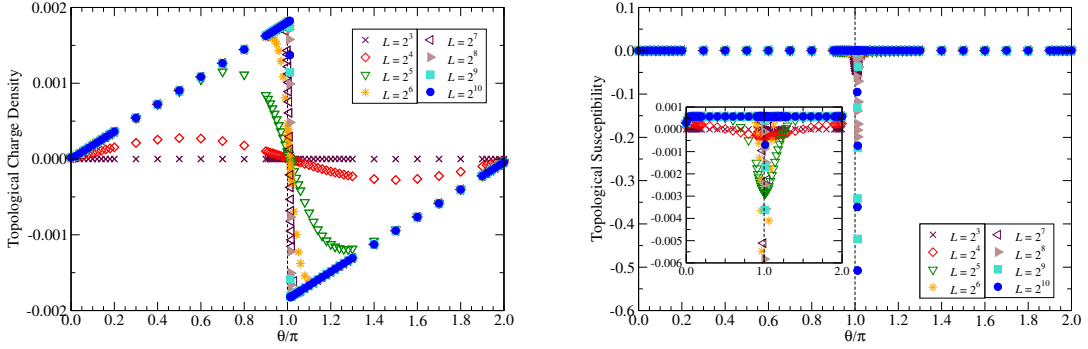 Topological Charge Density
0.002
0.001
0.000
-0.001
-0.002
0.0 0.2 0.4 0.6 0.8 1.0 1.2 1.4 1.6 1.8 2.0
θ/π
L = 2^3 L = 2^7
L = 2^4 L = 2^8
L = 2^5 L = 2^9
L = 2^6 L = 2^10
Topological Susceptibility
0.1
0.0
-0.1
-0.2
-0.3
-0.4
-0.5
-0.6
0.0 0.2 0.4 0.6 0.8 1.0 1.2 1.4 1.6 1.8 2.0
θ/π
0.001
0.000
-0.001
-0.002
-0.003
-0.004
-0.005
-0.006
0.0 1.0 2.0
L = 2^3 L = 2^7
L = 2^4 L = 2^8
L = 2^5 L = 2^9
L = 2^6 L = 2^10